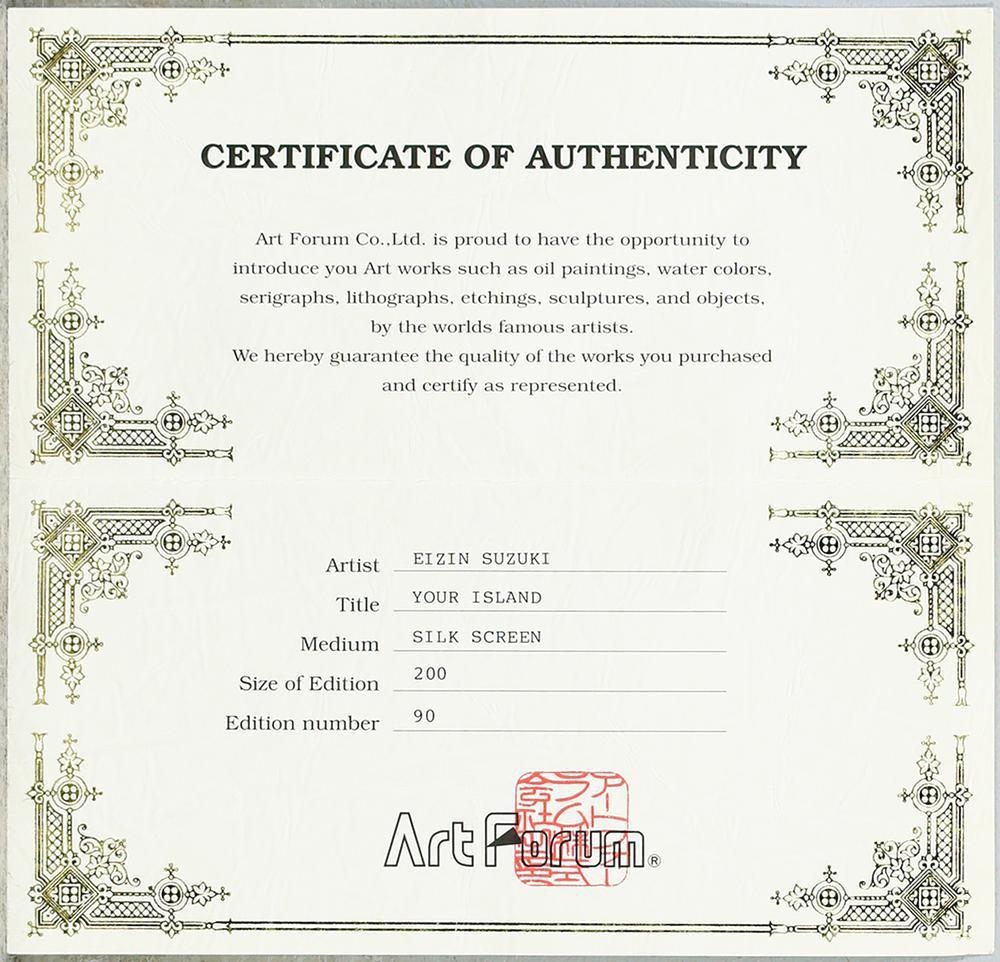 CERTIFICATE OF AUTHENTICITY
Art Forum Co.,Ltd. is proud to have the opportunity to
introduce you Art works such as oil paintings, water colors,
serigraphs, lithographs, etchings, sculptures, and objects,
by the worlds famous artists.
We hereby guarantee the quality of the works you purchased
and certify as represented.
Artist EIZIN SUZUKI
Title YOUR ISLAND
Medium SILK SCREEN
Size of Edition 200
Edition number 90
Art Forum ®